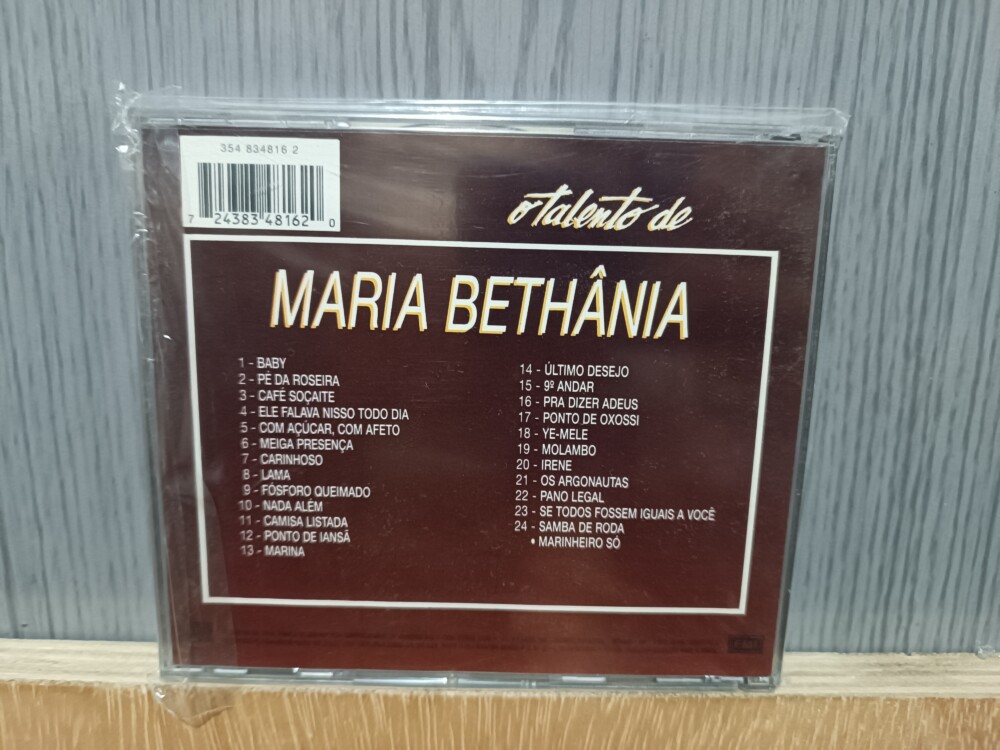 354 834816 2
7 24383 48162 0
o talento de
MARIA BETHÂNIA
1 - BABY
2 - PÉ DA ROSEIRA
3 - CAFÉ SOÇAITE
4 - ELE FALAVA NISSO TODO DIA
5 - COM AÇÚCAR, COM AFETO
6 - MEIGA PRESENÇA
7 - CARINHOSO
8 - LAMA
9 - FÓSFORO QUEIMADO
10 - NADA ALÉM
11 - CAMISA LISTADA
12 - PONTO DE IANSÃ
13 - MARINA
14 - ÚLTIMO DESEJO
15 - 9º ANDAR
16 - PRA DIZER ADEUS
17 - PONTO DE OXOSSI
18 - YE-MELE
19 - MOLAMBO
20 - IRENE
21 - OS ARGONAUTAS
22 - PANO LEGAL
23 - SE TODOS FOSSEM IGUAIS A VOCÊ
24 - SAMBA DE RODA
• MARINHEIRO SÓ